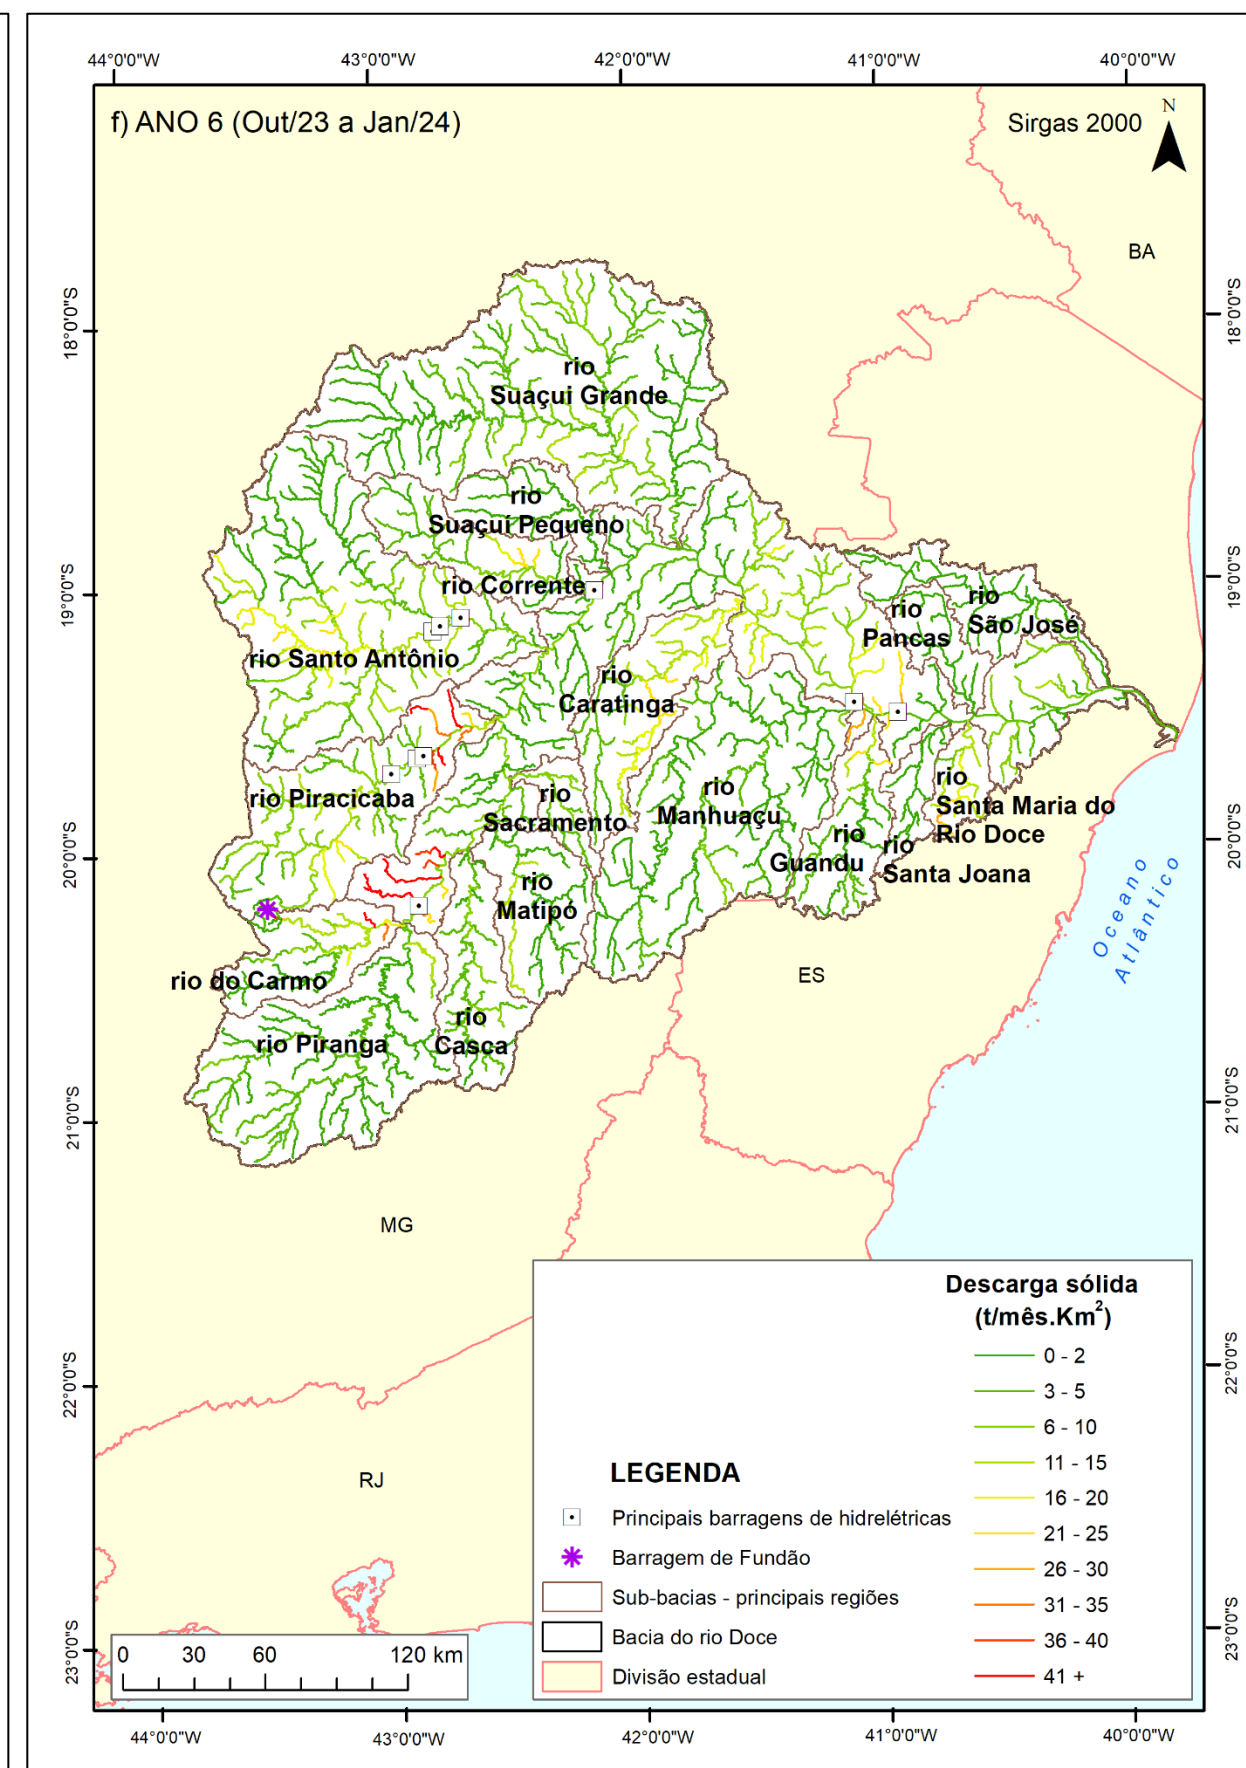 44°0'0"W 43°0'0"W 42°0'0"W 41°0'0"W 40°0'0"W
f) ANO 6 (Out/23 a Jan/24)
Sirgas 2000
N
BA
18°0'0"S
18°0'0"S
rio
Suaçui Grande
rio
Suaçuí Pequeno
rio Corrente
19°0'0"S
19°0'0"S
rio
Pancas
rio
São José
rio Santo Antônio
rio
Caratinga
rio Piracicaba
rio
Sacramento
rio
Manhuaçu
rio
Santa Maria do
Rio Doce
rio
Guandu
rio
Santa Joana
20°0'0"S
20°0'0"S
rio
Matipó
Oceano
Atlântico
rio do Carmo
ES
rio Piranga
rio
Casca
21°0'0"S
21°0'0"S
MG
22°0'0"S
22°0'0"S
RJ
23°0'0"S
23°0'0"S
Descarga sólida
(t/mês.Km²)
0 - 2
3 - 5
6 - 10
11 - 15
16 - 20
21 - 25
26 - 30
31 - 35
36 - 40
41 +
LEGENDA
Principais barragens de hidrelétricas
Barragem de Fundão
Sub-bacias - principais regiões
Bacia do rio Doce
Divisão estadual
0 30 60 120 km
44°0'0"W 43°0'0"W 42°0'0"W 41°0'0"W 40°0'0"W